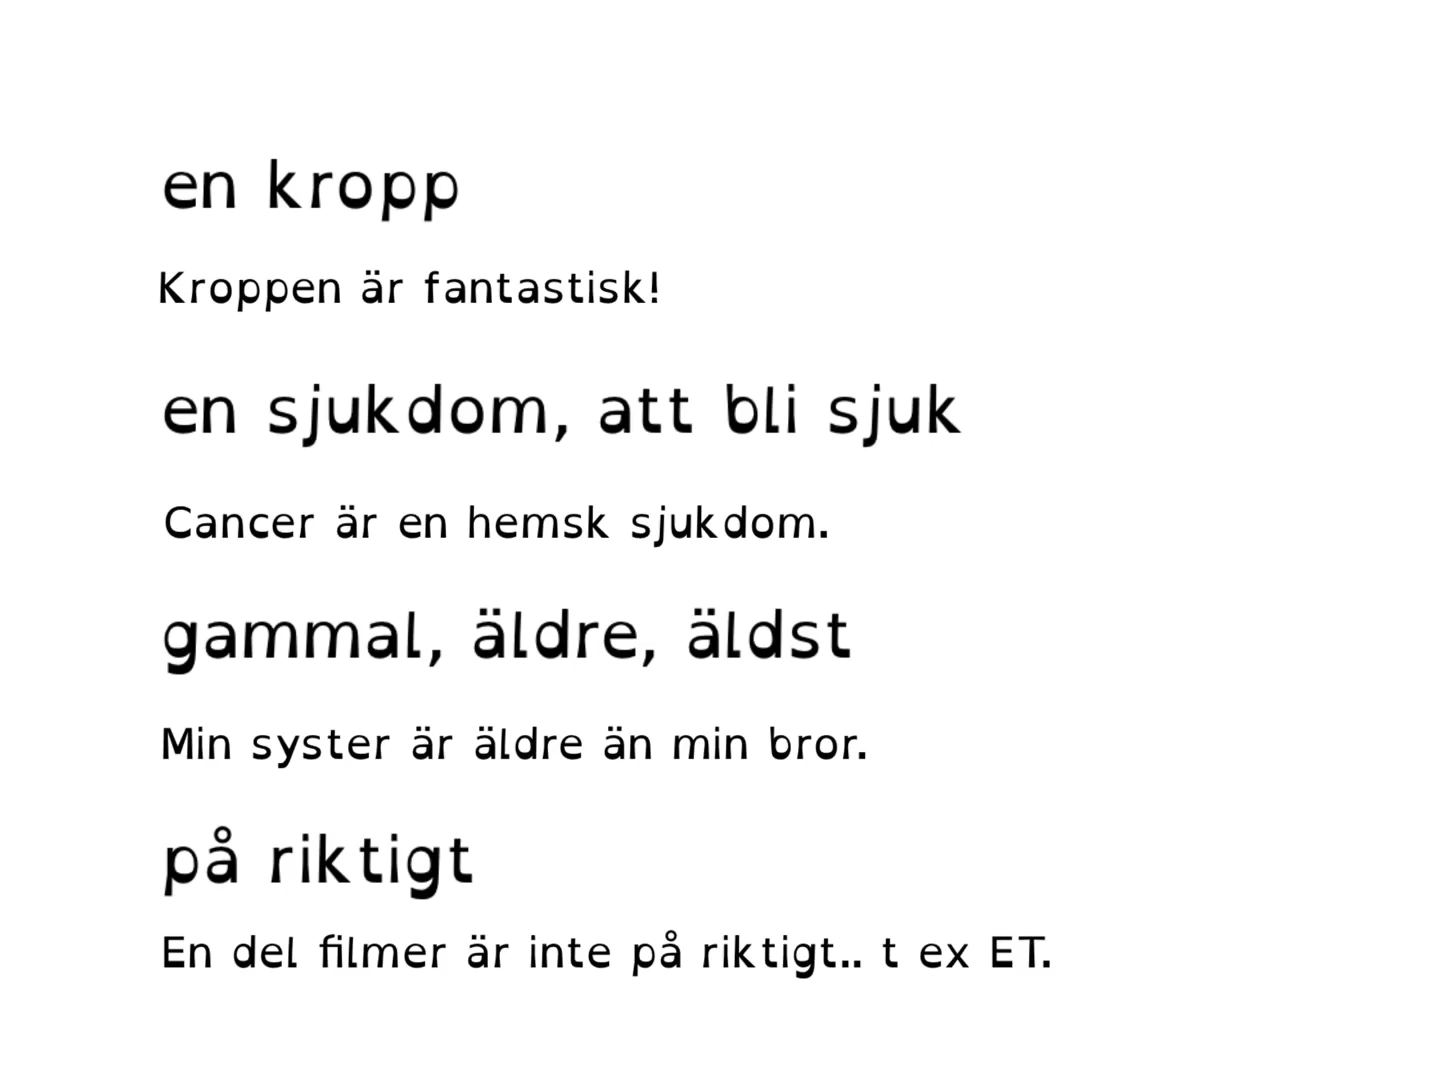 en kropp
Kroppen är fantastisk!
en sjukdom, att bli sjuk
Cancer är en hemsk sjukdom.
gammal, äldre, äldst
Min syster är äldre än min bror.
på riktigt
En del filmer är inte på riktigt.. t ex ET.